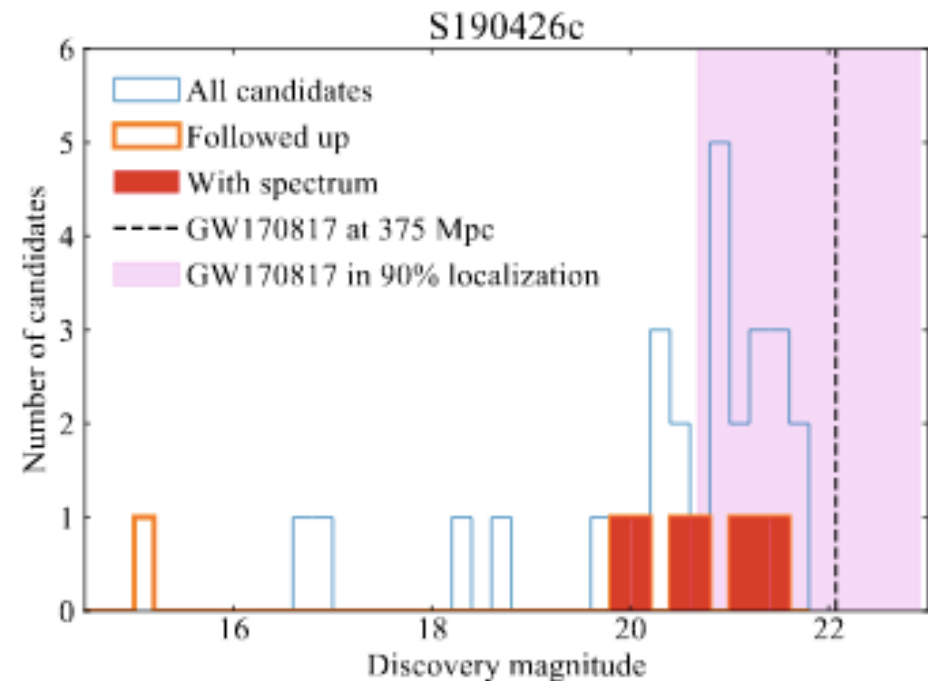 S190426c
All candidates
Followed up
With spectrum
GW170817 at 375 Mpc
GW170817 in 90% localization
Number of candidates
6
5
4
3
2
1
0
16 18 20 22
Discovery magnitude